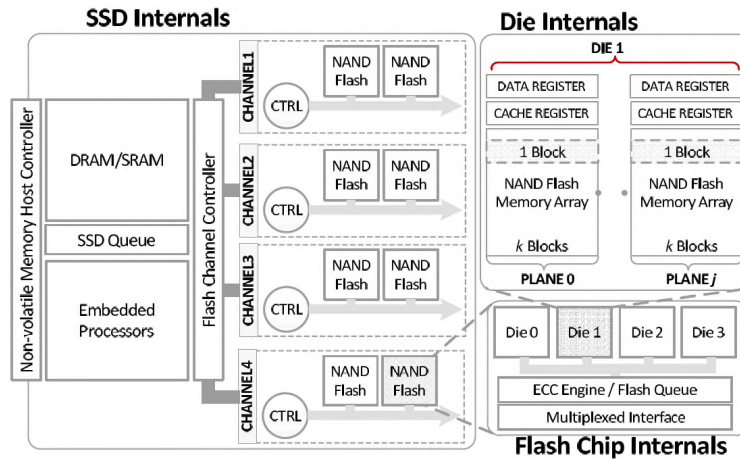 SSD Internals
Non-volatile Memory Host Controller
DRAM/SRAM
SSD Queue
Embedded
Processors
Flash Channel Controller
CHANNEL1
CTRL
NAND
Flash
NAND
Flash
CHANNEL2
CTRL
NAND
Flash
NAND
Flash
CHANNEL3
CTRL
NAND
Flash
NAND
Flash
CHANNEL4
CTRL
NAND
Flash
NAND
Flash
Die Internals
DIE 1
DATA REGISTER
CACHE REGISTER
1 Block
NAND Flash
Memory Array
k Blocks
PLANE 0
DATA REGISTER
CACHE REGISTER
1 Block
NAND Flash
Memory Array
k Blocks
PLANE j
Die 0
Die 1
Die 2
Die 3
ECC Engine / Flash Queue
Multiplexed Interface
Flash Chip Internals